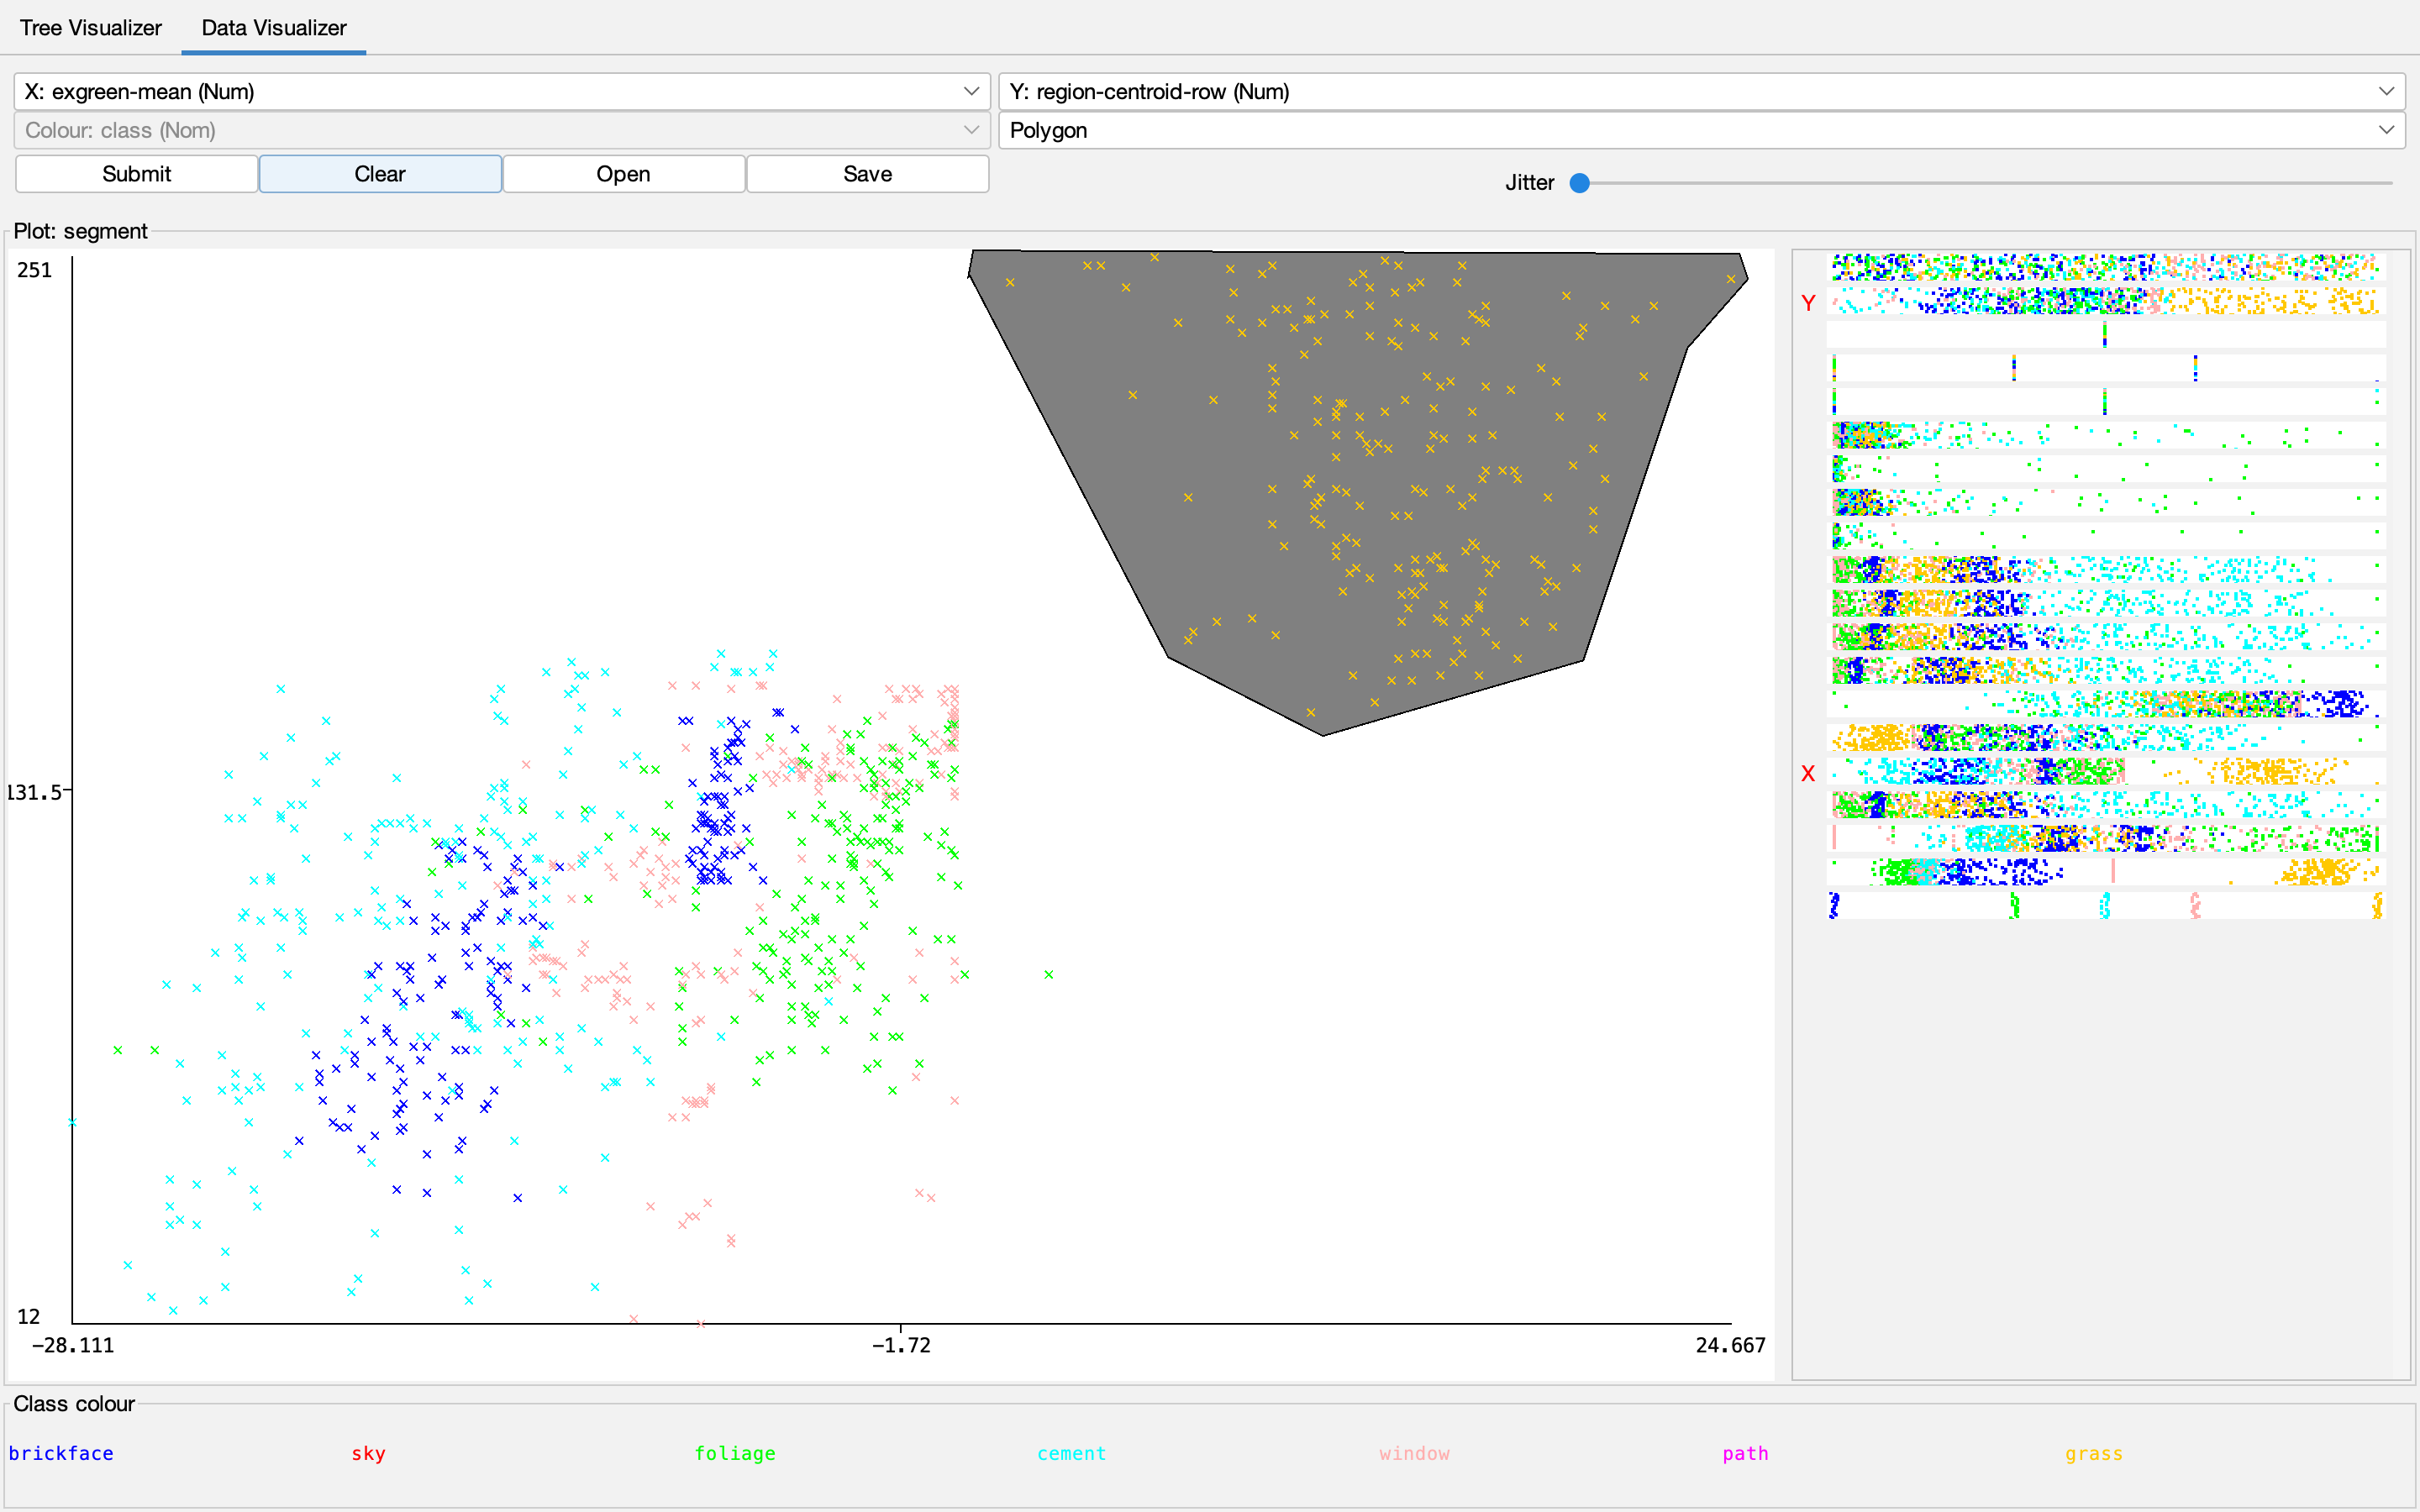 Tree Visualizer Data Visualizer
X: exgreen-mean (Num) Y: region-centroid-row (Num)
Colour: class (Nom) Polygon
Submit Clear Open Save Jitter
Plot: segment
251
Y
X
131.5
12
-28.111 -1.72 24.667
Class colour
brickface sky foliage cement window path grass